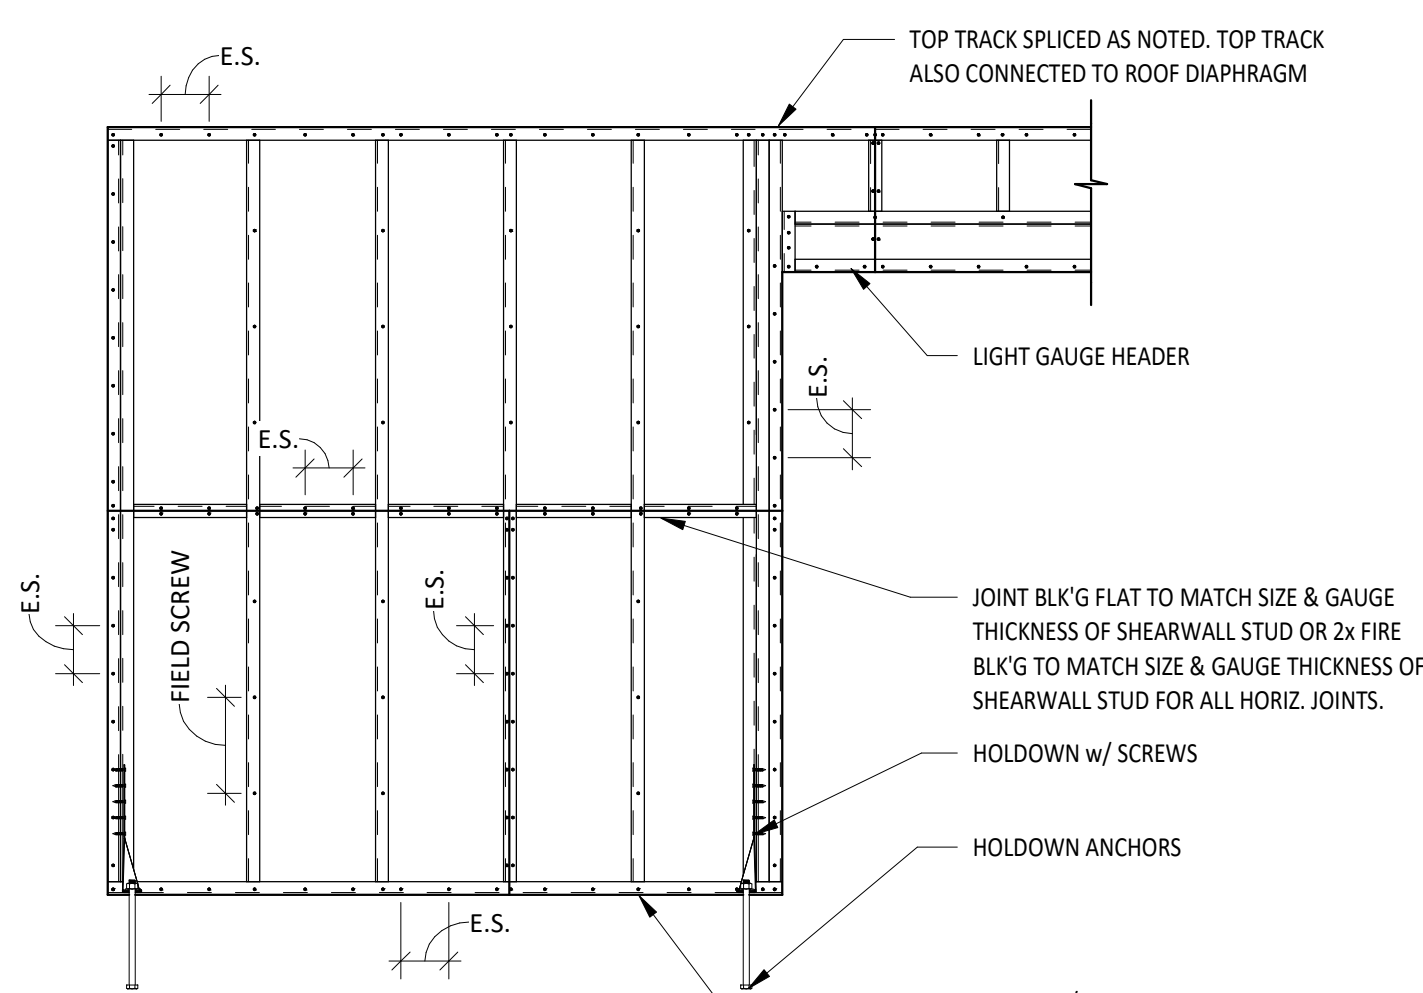 E.S.
TOP TRACK SPLICED AS NOTED. TOP TRACK
ALSO CONNECTED TO ROOF DIAPHRAGM
LIGHT GAUGE HEADER
E.S.
E.S.
E.S.
FIELD SCREW
E.S.
JOINT BLK'G FLAT TO MATCH SIZE & GAUGE
THICKNESS OF SHEARWALL STUD OR 2x FIRE
BLK'G TO MATCH SIZE & GAUGE THICKNESS OF
SHEARWALL STUD FOR ALL HORIZ. JOINTS.
HOLDOWN w/ SCREWS
HOLDOWN ANCHORS
E.S.